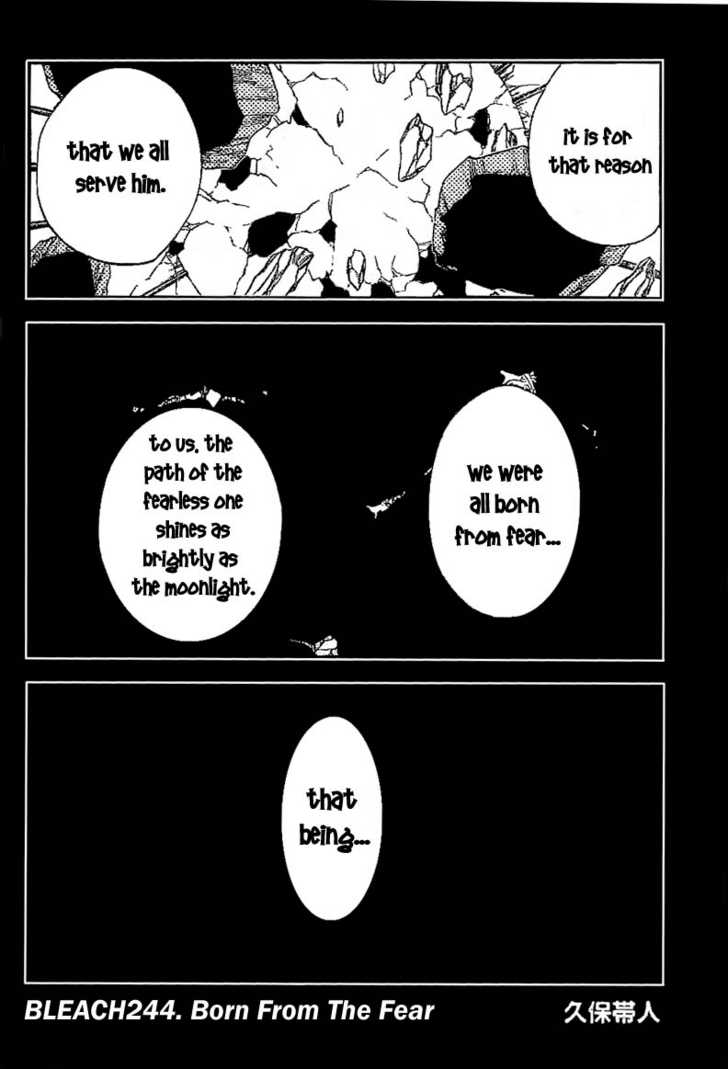 it is for
that reason
that we all
serve him.
we were
all born
from fear...
to us, the
path of the
fearless one
shines as
brightly as
the moonlight.
that
being...
BLEACH244. Born From The Fear
久保帯人